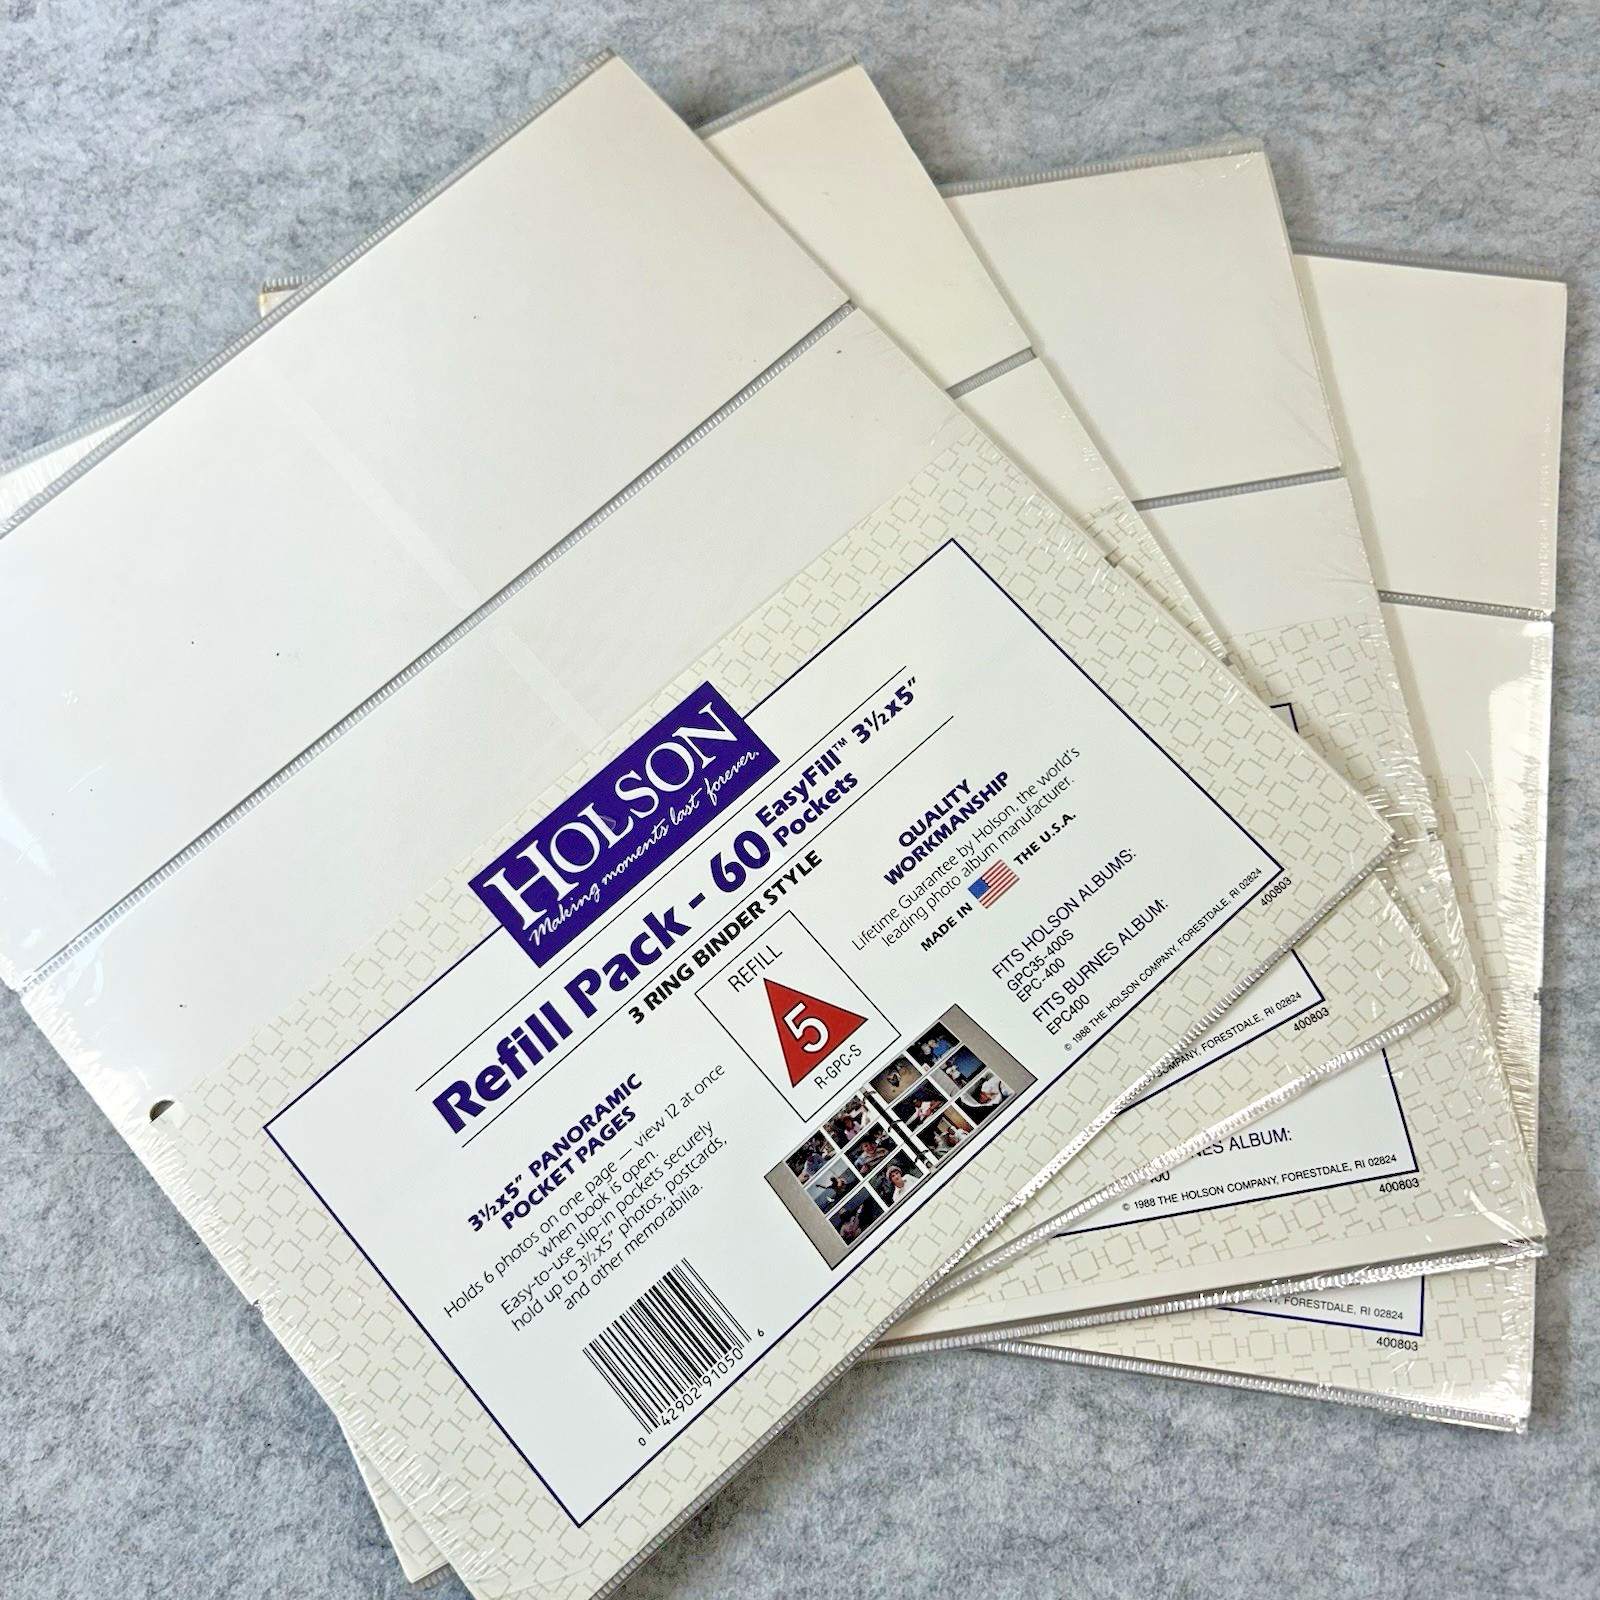 HOLSON
Making moments last forever.
Refill Pack - 60 EasyFill™ 3½x5"
Pockets
3 RING BINDER STYLE
3½x5" PANORAMIC
POCKET PAGES
Holds 6 photos on one page — view 12 at once
when book is open.
Easy-to-use slip-in pockets securely
hold up to 3½x5" photos, postcards,
and other memorabilia.
0 42902 91050 6
REFILL
5
R-GPC-S
QUALITY
WORKMANSHIP
Lifetime Guarantee by Holson, the world's
leading photo album manufacturer.
MADE IN THE U.S.A.
FITS HOLSON ALBUMS:
GPC35-400S
EPC-400
FITS BURNES ALBUM:
EPC400
© 1988 THE HOLSON COMPANY, FORESTDALE, RI 02824
400803
COMPANY, FORESTDALE, RI 02824
400803
ALBUM:
© 1988 THE HOLSON COMPANY, FORESTDALE, RI 02824
400803
FORESTDALE, RI 02824
400803